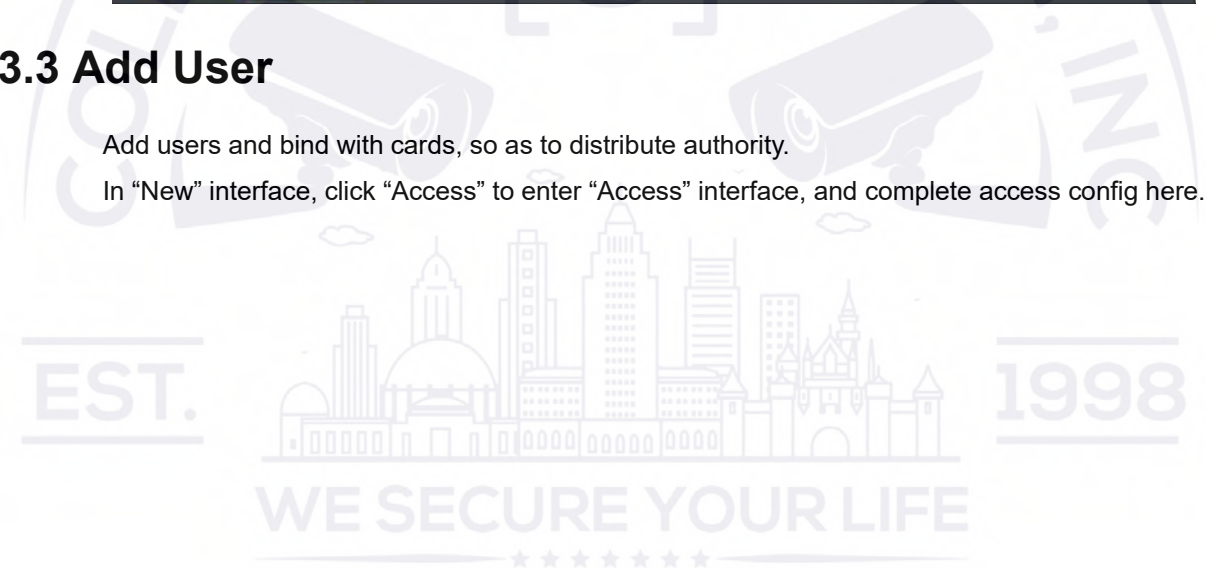 3.3 Add User
Add users and bind with cards, so as to distribute authority.
In “New” interface, click “Access” to enter “Access” interface, and complete access config here.
EST.
1998
WE SECURE YOUR LIFE
, INC